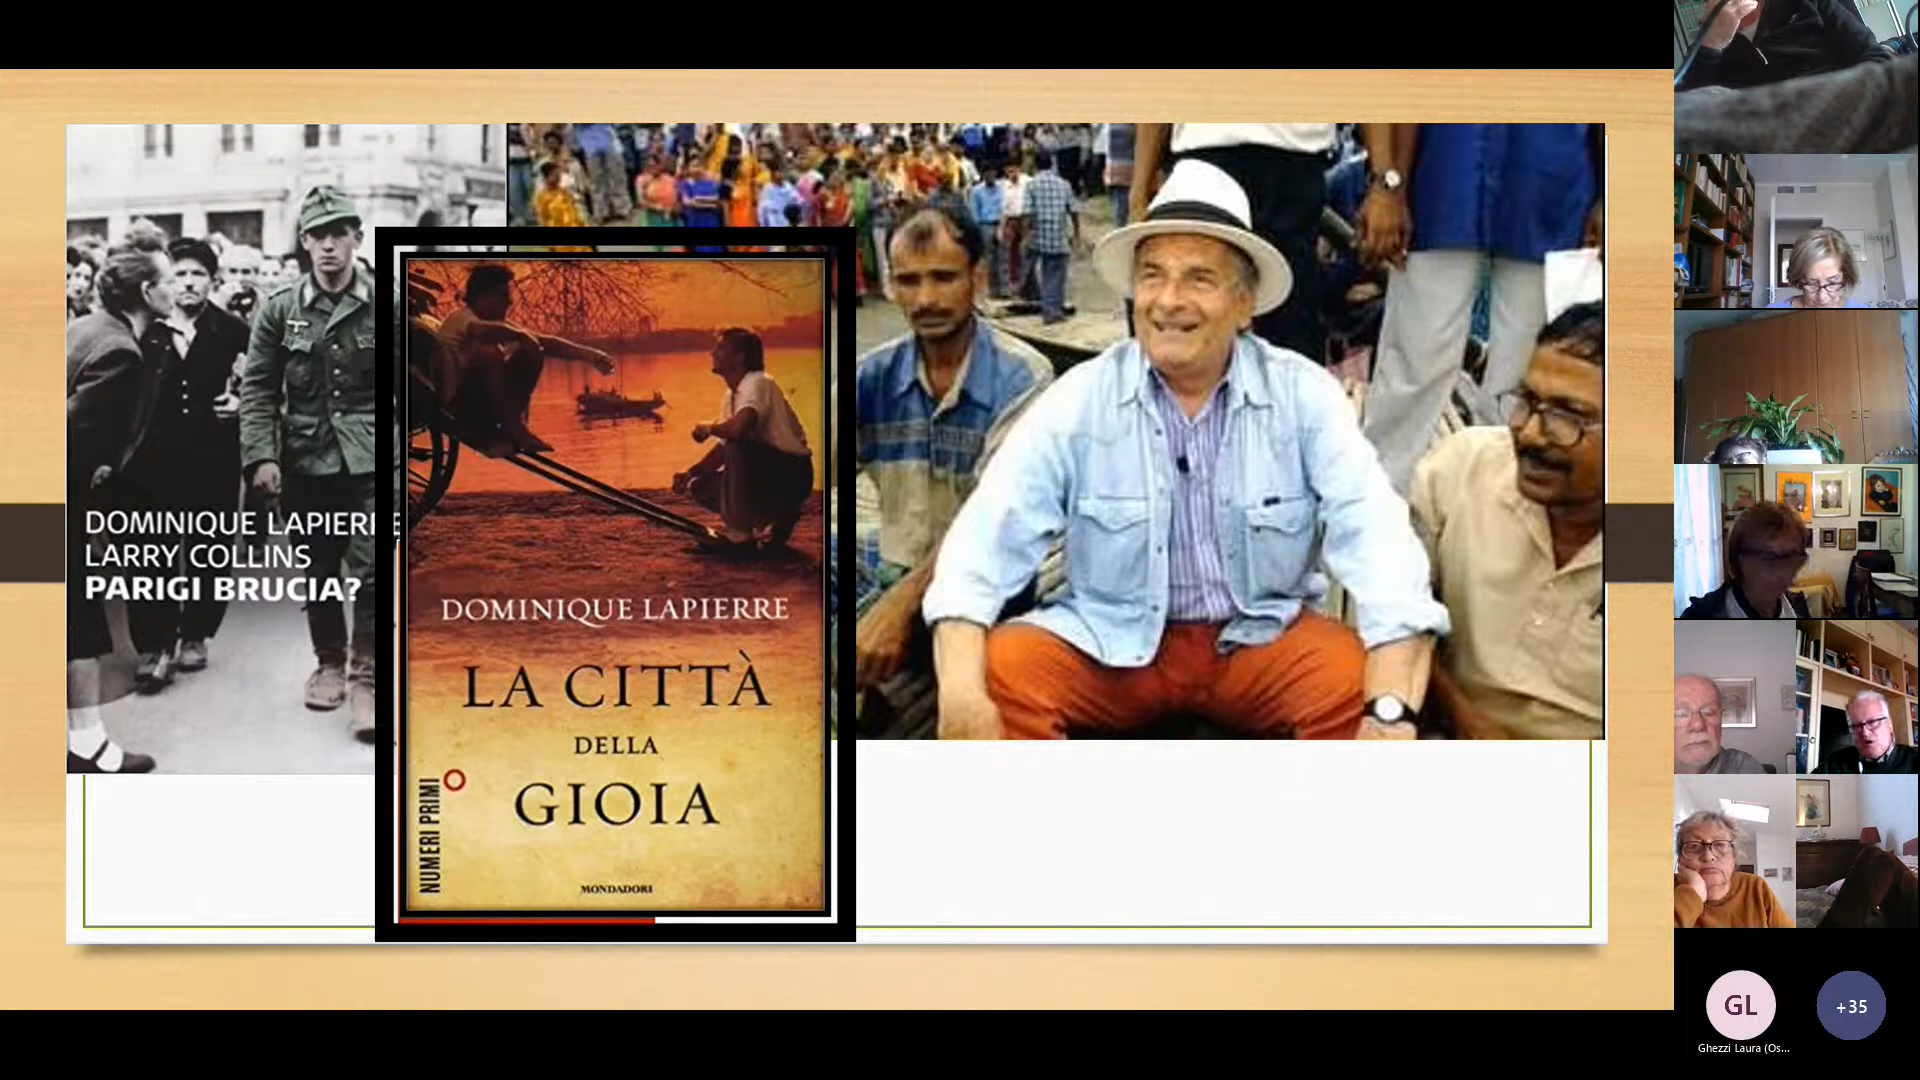 DOMINIQUE LAPIERRE
LARRY COLLINS
PARIGI BRUCIA?
DOMINIQUE LAPIERRE
LA CITTÀ
DELLA
GIOIA
NUMERI PRIMI
MONDADORI
GL
+35
Ghezzi Laura (Os...